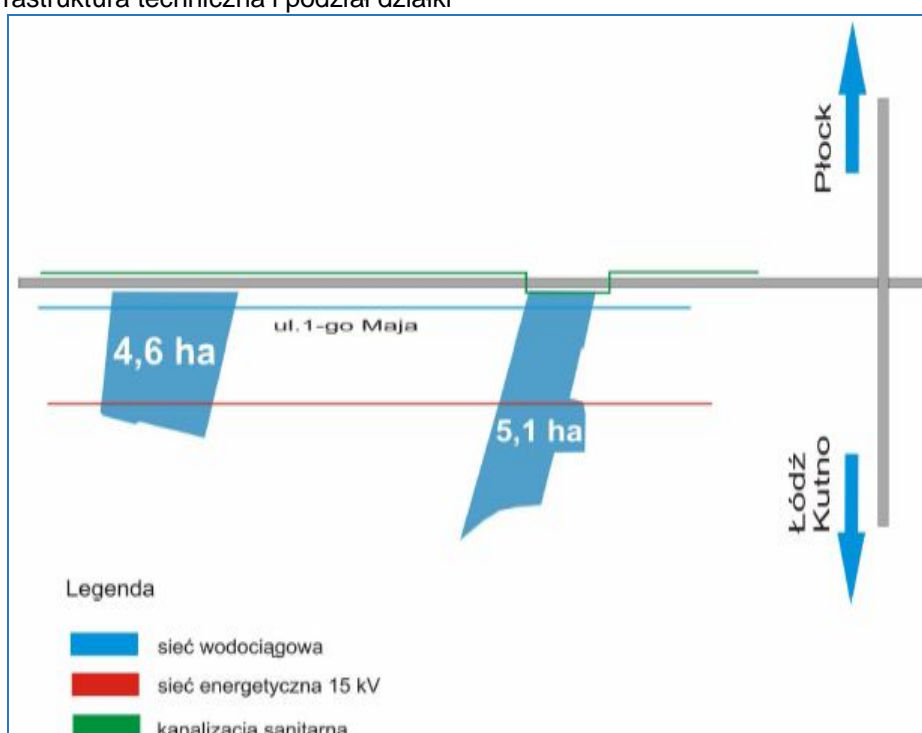 rastruktura techniczna i podział działki
Płock
ul.1-go Maja
4,6 ha
5,1 ha
Łódź
Kutno
Legenda
sieć wodociągowa
sieć energetyczna 15 kV
kanalizacja sanitarna